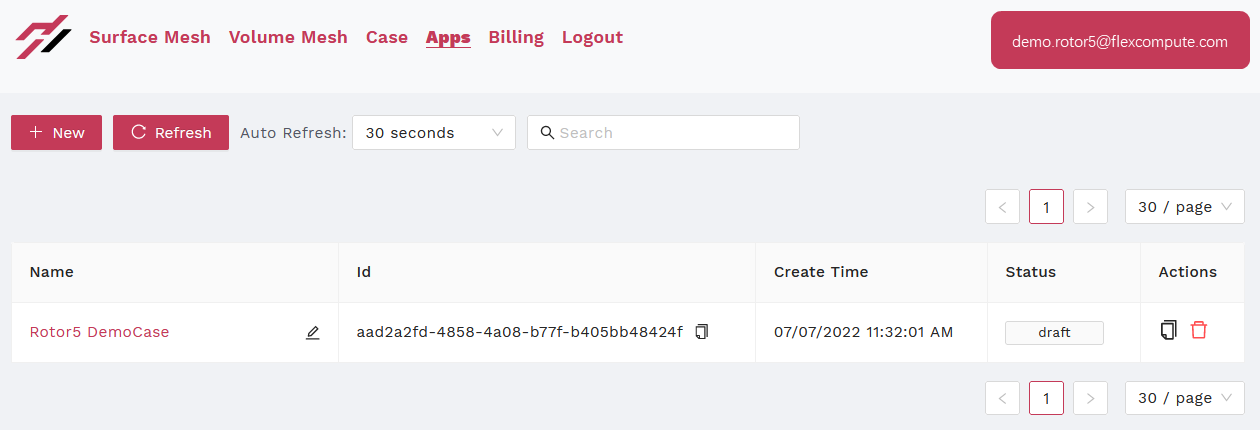 Surface Mesh Volume Mesh Case Apps Billing Logout demo.rotor5@flexcompute.com
New Refresh Auto Refresh: 30 seconds Search
1 30 / page
Name Id Create Time Status Actions
Rotor5 DemoCase aad2a2fd-4858-4a08-b77f-b405bb48424f 07/07/2022 11:32:01 AM draft
1 30 / page